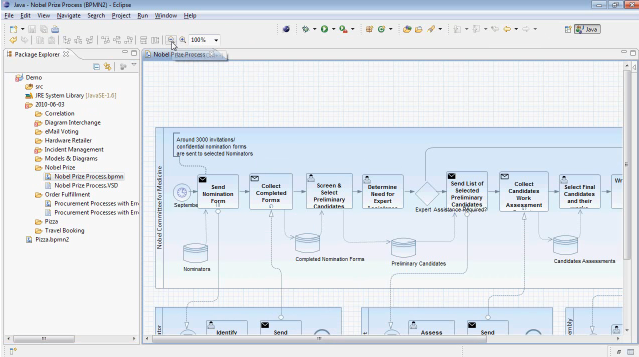 Java - Nobel Prize Process (BPMN2) - Eclipse
File Edit View Navigate Search Project Run Window Help
100%
Java
Package Explorer
Nobel Prize Process
Demo
src
JRE System Library [JavaSE-1.6]
2010-06-03
Correlation
Diagram Interchange
eMail Voting
Hardware Retailer
Incident Management
Models & Diagrams
Nobel Prize
Nobel Prize Process.bpmn
Nobel Prize Process.VSD
Order Fulfillment
Procurement Processes with Erro
Procurement Processes with Erro
Pizza
Travel Booking
Pizza.bpmn2
Around 3000 invitations/
confidential nomination forms
are sent to selected Nominators
Nobel Committee for Medicine
September
Send
Nomination
Form
Collect
Completed
Forms
Screen &
Select
Preliminary
Candidates
Determine
Need for
Expert
Assistance
Expert Assistance Required?
Send List of
Selected
Preliminary
Candidates
Collect
Candidates
Work
Assessment
Select Final
Candidates
and their
Nominators
Completed Nomination Forms
Preliminary Candidates
Candidates Assessments
Identify
Send
Assess
Send